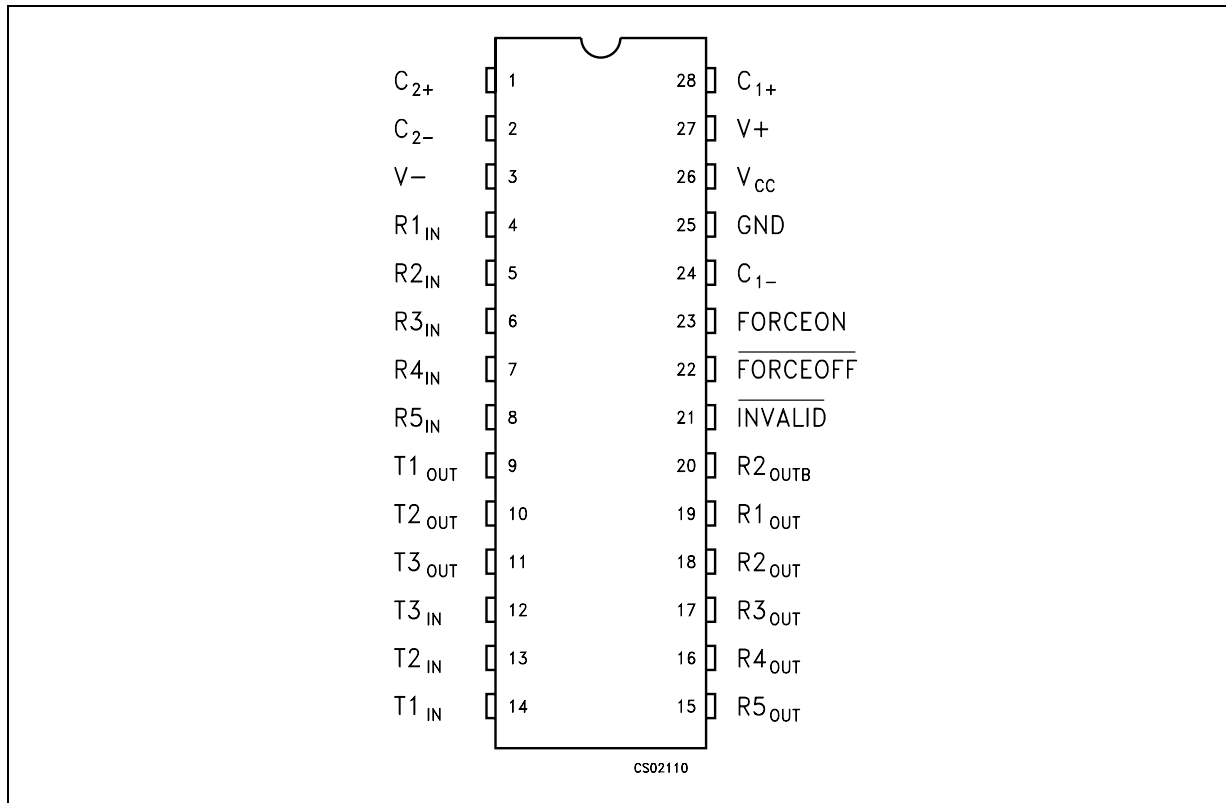 C2+ 1 28 C1+
C2- 2 27 V+
V- 3 26 VCC
R1IN 4 25 GND
R2IN 5 24 C1-
R3IN 6 23 FORCEON
R4IN 7 22 FORCEOFF
R5IN 8 21 INVALID
T1OUT 9 20 R2OUTB
T2OUT 10 19 R1OUT
T3OUT 11 18 R2OUT
T3IN 12 17 R3OUT
T2IN 13 16 R4OUT
T1IN 14 15 R5OUT
CS02110